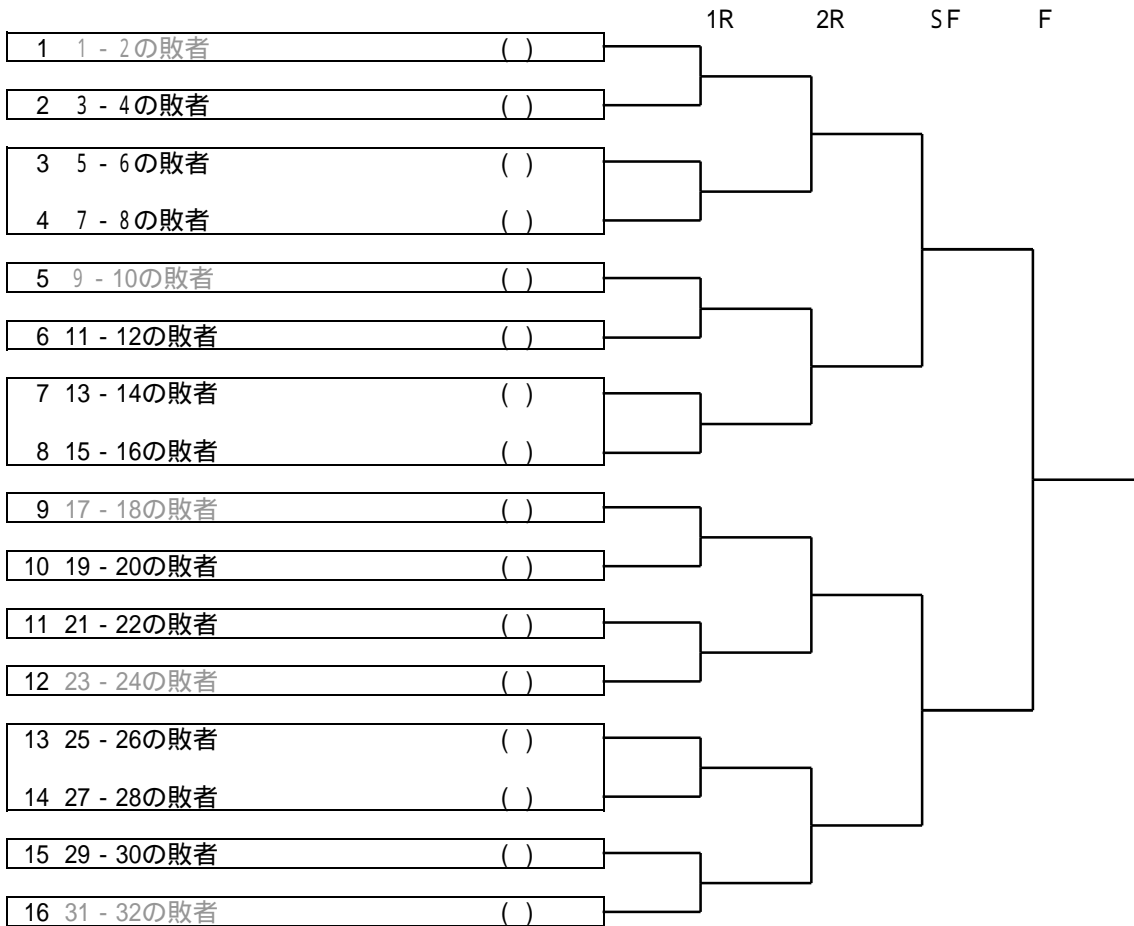 1R 2R SF F
1 1 - 2の敗者 ( )
2 3 - 4の敗者 ( )
3 5 - 6の敗者 ( )
4 7 - 8の敗者 ( )
5 9 - 10の敗者 ( )
6 11 - 12の敗者 ( )
7 13 - 14の敗者 ( )
8 15 - 16の敗者 ( )
9 17 - 18の敗者 ( )
10 19 - 20の敗者 ( )
11 21 - 22の敗者 ( )
12 23 - 24の敗者 ( )
13 25 - 26の敗者 ( )
14 27 - 28の敗者 ( )
15 29 - 30の敗者 ( )
16 31 - 32の敗者 ( )